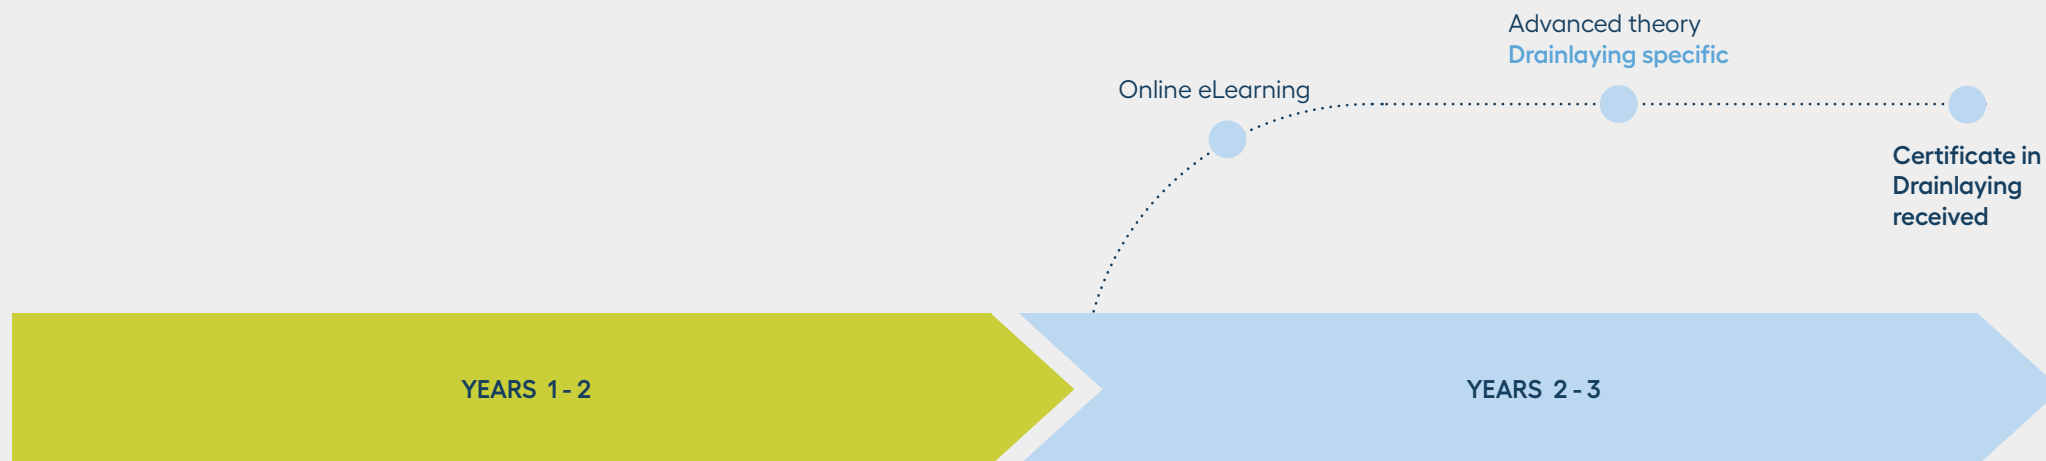 Advanced theory
Drainlaying specific
Online eLearning
Certificate in
Drainlaying
received
YEARS 1 - 2
YEARS 2 - 3